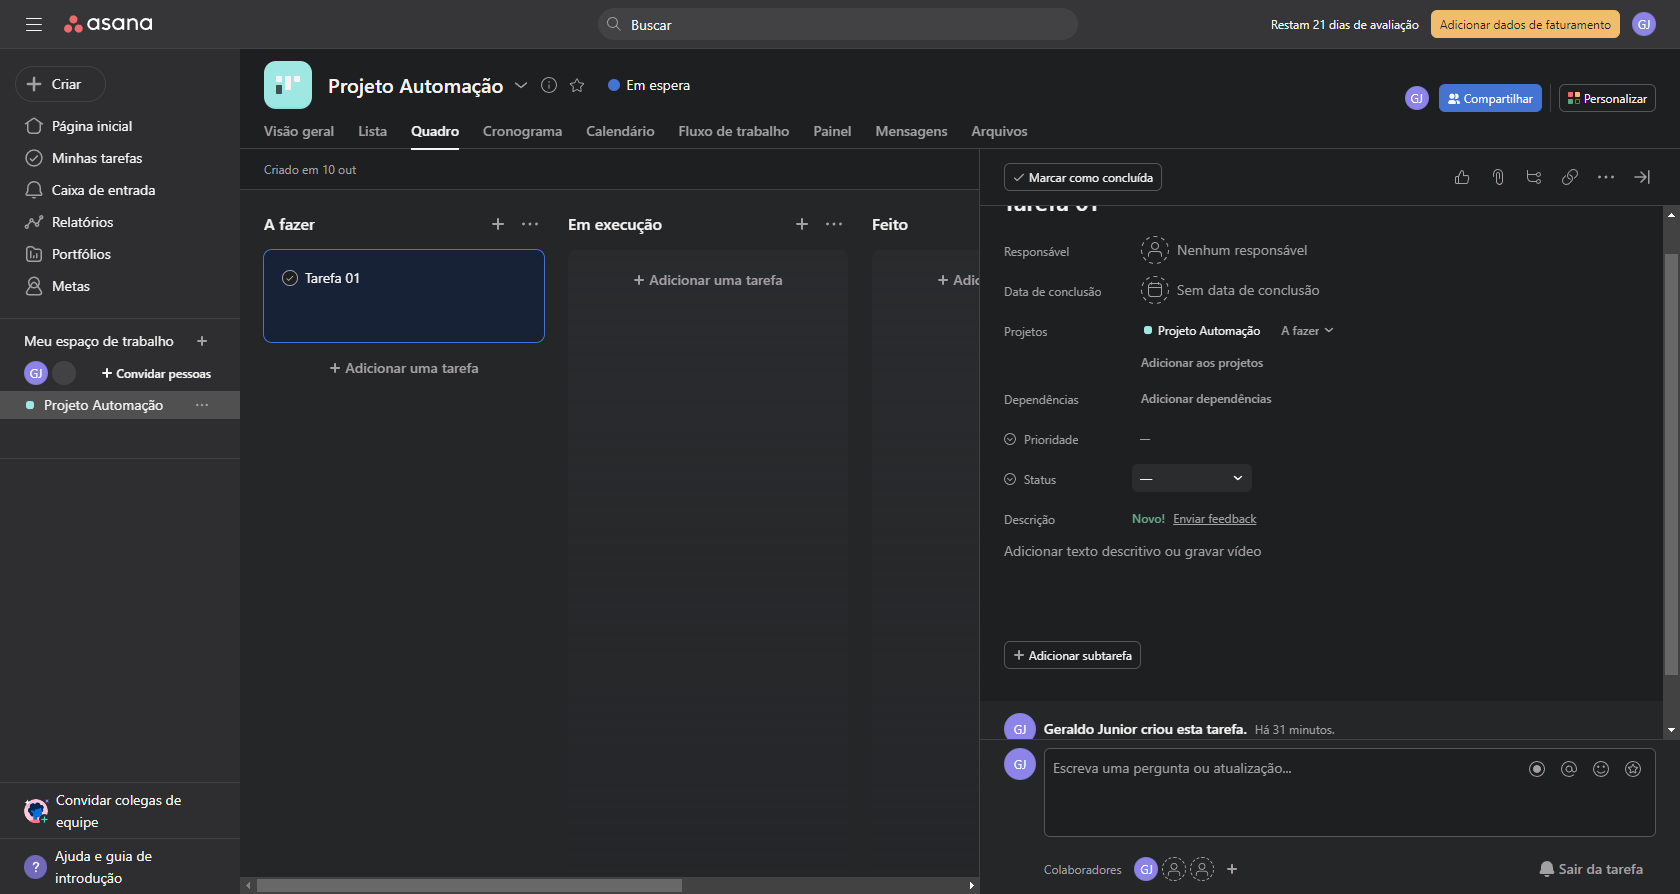 asana
Buscar
Restam 21 dias de avaliação
Adicionar dados de faturamento
GJ
Criar
Página inicial
Minhas tarefas
Caixa de entrada
Relatórios
Portfólios
Metas
Meu espaço de trabalho
GJ
Convidar pessoas
Projeto Automação
Convidar colegas de
equipe
?
Ajuda e guia de
introdução
Projeto Automação
Em espera
GJ
Compartilhar
Personalizar
Visão geral
Lista
Quadro
Cronograma
Calendário
Fluxo de trabalho
Painel
Mensagens
Arquivos
Criado em 10 out
A fazer
Tarefa 01
+ Adicionar uma tarefa
Em execução
+ Adicionar uma tarefa
Feito
+ Adic
Marcar como concluída
Tarefa 01
Responsável
Nenhum responsável
Data de conclusão
Sem data de conclusão
Projetos
Projeto Automação
A fazer
Adicionar aos projetos
Dependências
Adicionar dependências
Prioridade
—
Status
—
Descrição
Novo! Enviar feedback
Adicionar texto descritivo ou gravar vídeo
+ Adicionar subtarefa
GJ
Geraldo Junior criou esta tarefa. Há 31 minutos.
GJ
Escreva uma pergunta ou atualização...
Colaboradores
GJ
Sair da tarefa